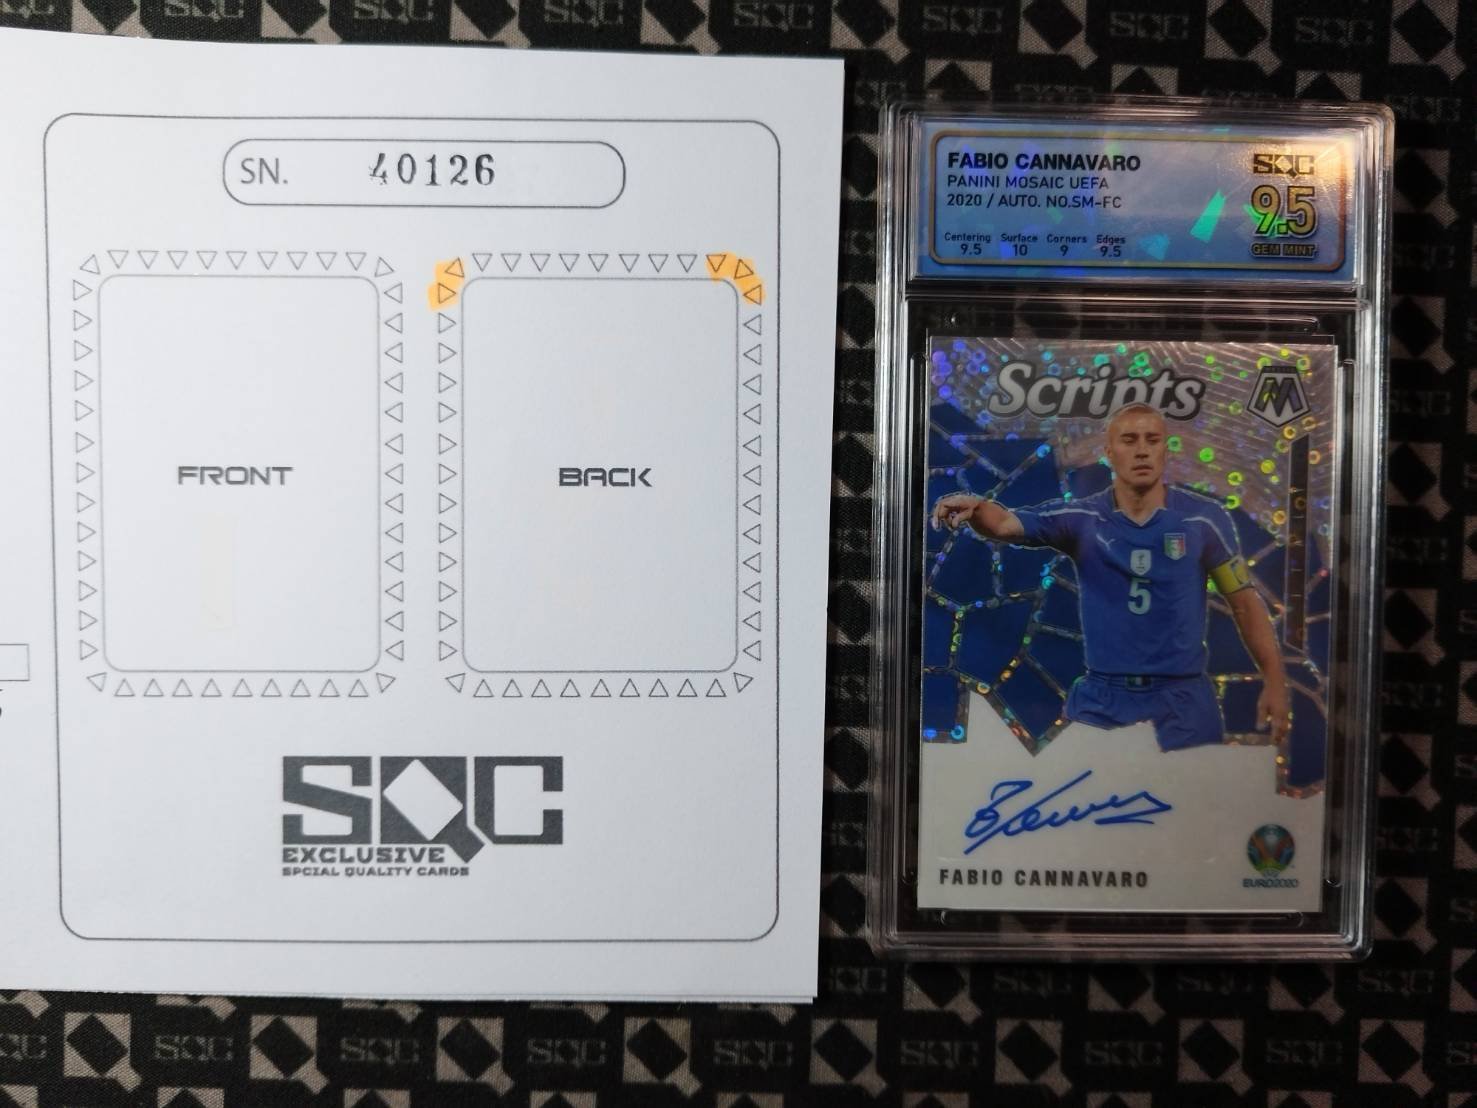 SN. 40126
FRONT
BACK
SQC
EXCLUSIVE
SPCIAL QUALITY CARDS
FABIO CANNAVARO
PANINI MOSAIC UEFA
2020 / AUTO. NO.SM-FC
Centering Surface Corners Edges
9.5 10 9 9.5
SQC
9.5
GEM MINT
Scripts
M
5
FABIO CANNAVARO
EURO2020